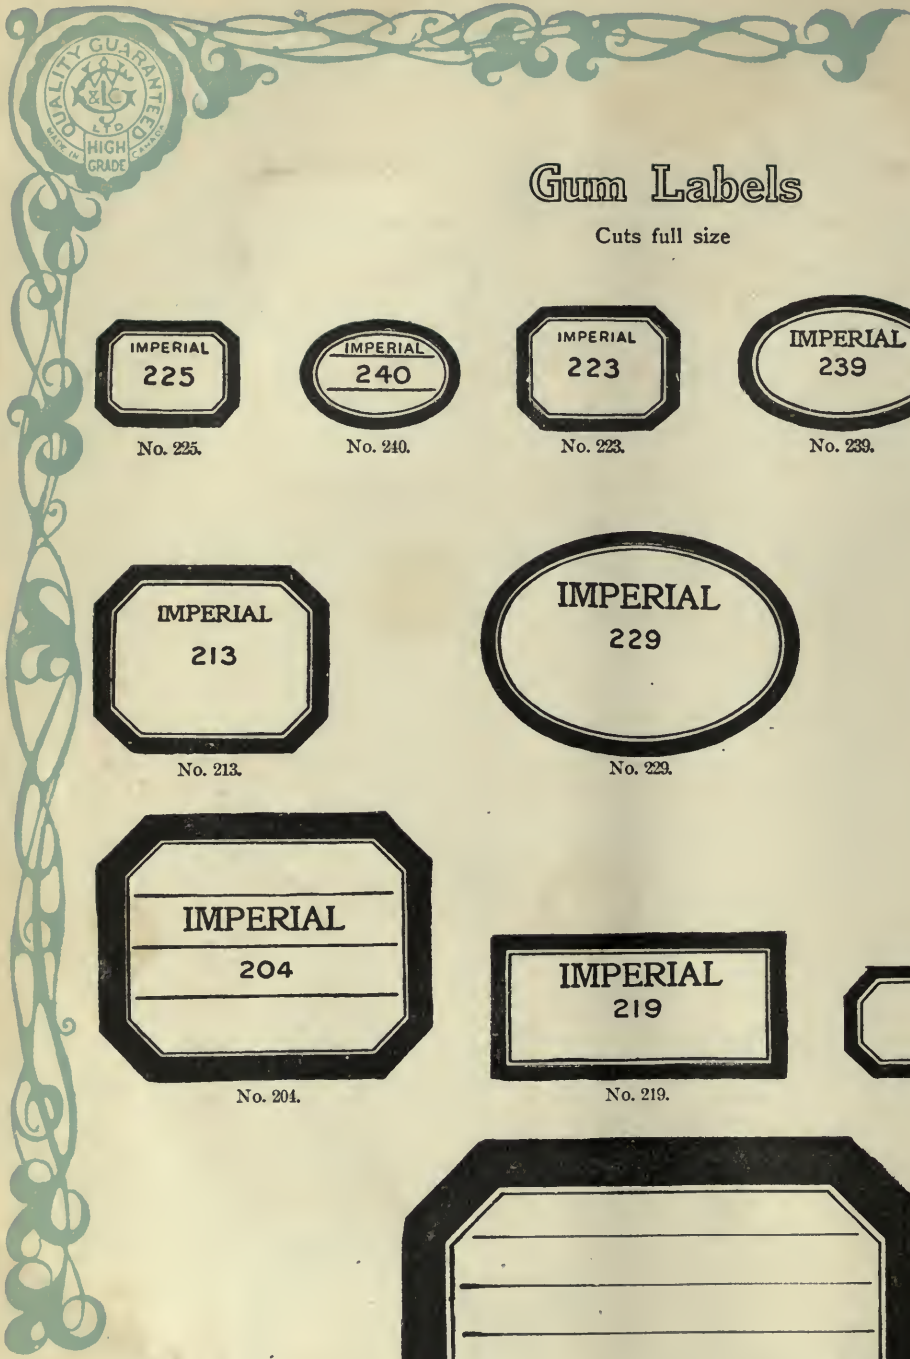 QUALITY GUARANTEED
LTD
MADE IN CANADA
HIGH
GRADE
Gum Labels
Cuts full size
IMPERIAL
225
No. 225.
IMPERIAL
240
No. 240.
IMPERIAL
223
No. 223.
IMPERIAL
239
No. 239.
IMPERIAL
213
No. 213.
IMPERIAL
229
No. 229.
IMPERIAL
204
No. 204.
IMPERIAL
219
No. 219.